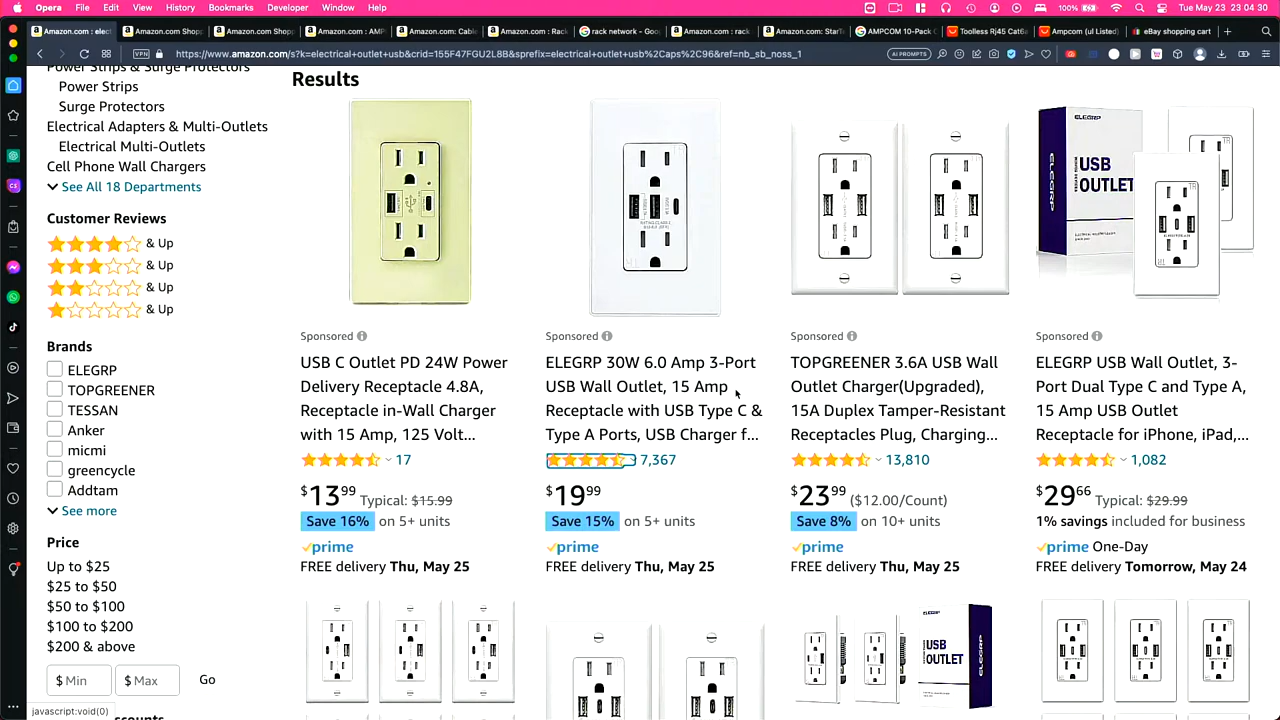 Opera File Edit View History Bookmarks Developer Window Help 100% Tue May 23 23 04 30
Amazon.com : elect
Amazon.com Shop
Amazon.com Shop
Amazon.com : AMP
Amazon.com : Cable
Amazon.com : Rac
rack network - Goo
Amazon.com : rack
Amazon.com: StarTe
AMPCOM 10-Pack C
Toolless Rj45 Cat6a
Ampcom (ul Listed)
eBay shopping cart
VPN https://www.amazon.com/s?k=electrical+outlet+usb&crid=155F47FGU2L8B&sprefix=electrical+outlet+usb%2Caps%2C96&ref=nb_sb_noss_1 AI PROMPTS
Power Strips & Surge Protectors
Power Strips
Surge Protectors
Electrical Adapters & Multi-Outlets
Electrical Multi-Outlets
Cell Phone Wall Chargers
See All 18 Departments
Customer Reviews
& Up
& Up
& Up
& Up
Brands
ELEGRP
TOPGREENER
TESSAN
Anker
micmi
greencycle
Addtam
See more
Price
Up to $25
$25 to $50
$50 to $100
$100 to $200
$200 & above
$ Min $ Max Go
javascript:void(0)
Results
Sponsored
USB C Outlet PD 24W Power
Delivery Receptacle 4.8A,
Receptacle in-Wall Charger
with 15 Amp, 125 Volt...
17
$13 99 Typical: $15.99
Save 16% on 5+ units
prime
FREE delivery Thu, May 25
Sponsored
ELEGRP 30W 6.0 Amp 3-Port
USB Wall Outlet, 15 Amp
Receptacle with USB Type C &
Type A Ports, USB Charger f...
7,367
$19 99
Save 15% on 5+ units
prime
FREE delivery Thu, May 25
Sponsored
TOPGREENER 3.6A USB Wall
Outlet Charger(Upgraded),
15A Duplex Tamper-Resistant
Receptacles Plug, Charging...
13,810
$23 99 ($12.00/Count)
Save 8% on 10+ units
prime
FREE delivery Thu, May 25
ELEGRP
USB
OUTLET
Sponsored
ELEGRP USB Wall Outlet, 3-
Port Dual Type C and Type A,
15 Amp USB Outlet
Receptacle for iPhone, iPad,...
1,082
$29 66 Typical: $29.99
1% savings included for business
prime One-Day
FREE delivery Tomorrow, May 24
ELEGRP
USB
OUTLET
ELEGRP